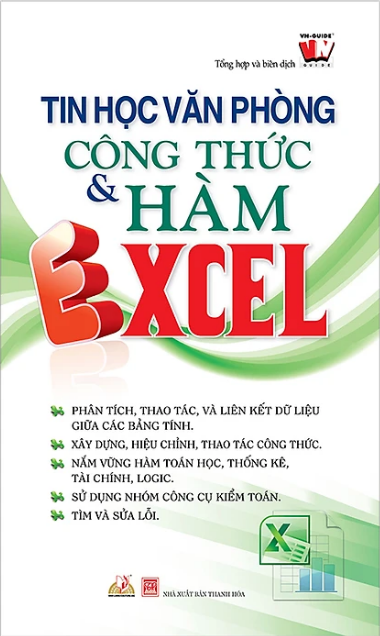 VN-GUIDE
VN
GUIDE
Tổng hợp và biên dịch
TIN HỌC VĂN PHÒNG
CÔNG THỨC
& HÀM
EXCEL
PHÂN TÍCH, THAO TÁC, VÀ LIÊN KẾT DỮ LIỆU
GIỮA CÁC BẢNG TÍNH.
XÂY DỰNG, HIỆU CHỈNH, THAO TÁC CÔNG THỨC.
NẮM VỮNG HÀM TOÁN HỌC, THỐNG KÊ,
TÀI CHÍNH, LOGIC.
SỬ DỤNG NHÓM CÔNG CỤ KIỂM TOÁN.
TÌM VÀ SỬA LỖI.
X
NHÀ XUẤT BẢN THANH HÓA